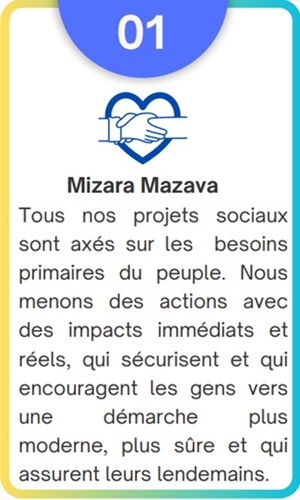 01
Mizara Mazava
Tous nos projets sociaux
sont axés sur les besoins
primaires du peuple. Nous
menons des actions avec
des impacts immédiats et
réels, qui sécurisent et qui
encouragent les gens vers
une démarche plus
moderne, plus sûre et qui
assurent leurs lendemains.